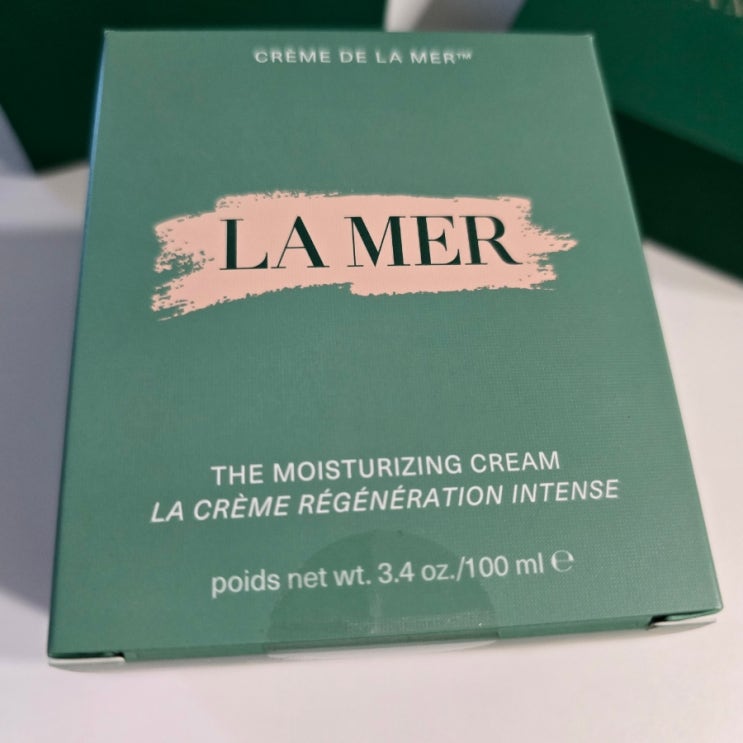 CRÈME DE LA MER™
LA MER
THE MOISTURIZING CREAM
LA CRÈME RÉGÉNÉRATION INTENSE
poids net wt. 3.4 oz./100 ml ℮